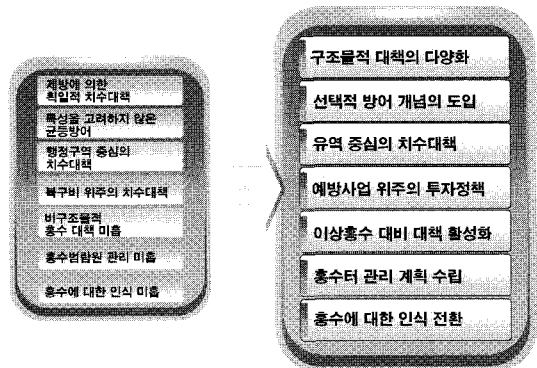 제방에 의한
획일적 치수대책
특성을 고려하지 않은
균등방어
행정구역 중심의
치수대책
복구비 위주의 치수대책
비구조물적
홍수 대책 미흡
홍수범람원 관리 미흡
홍수에 대한 인식 미흡
구조물적 대책의 다양화
선택적 방어 개념의 도입
유역 중심의 치수대책
예방사업 위주의 투자정책
이상홍수 대비 대책 활성화
홍수터 관리 계획 수립
홍수에 대한 인식 전환